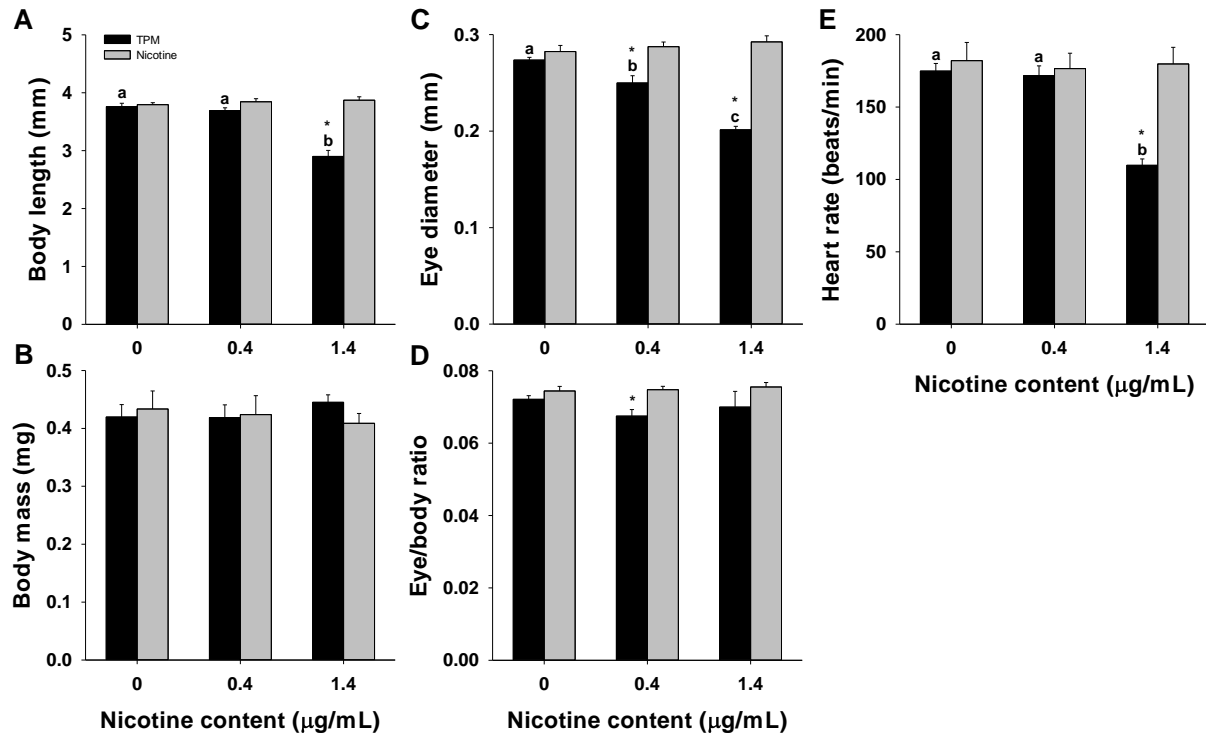 A
TPM
Nicotine
Body length (mm)
5
4
3
2
1
0
a
a
*
b
0
0.4
1.4
B
Body mass (mg)
0.5
0.4
0.3
0.2
0.1
0.0
0
0.4
1.4
Nicotine content (μg/mL)
C
Eye diameter (mm)
0.3
0.2
0.1
0.0
a
*
b
*
c
0
0.4
1.4
D
Eye/body ratio
0.08
0.06
0.04
0.02
0.00
*
0
0.4
1.4
Nicotine content (μg/mL)
E
Heart rate (beats/min)
200
150
100
50
0
a
a
*
b
0
0.4
1.4
Nicotine content (μg/mL)